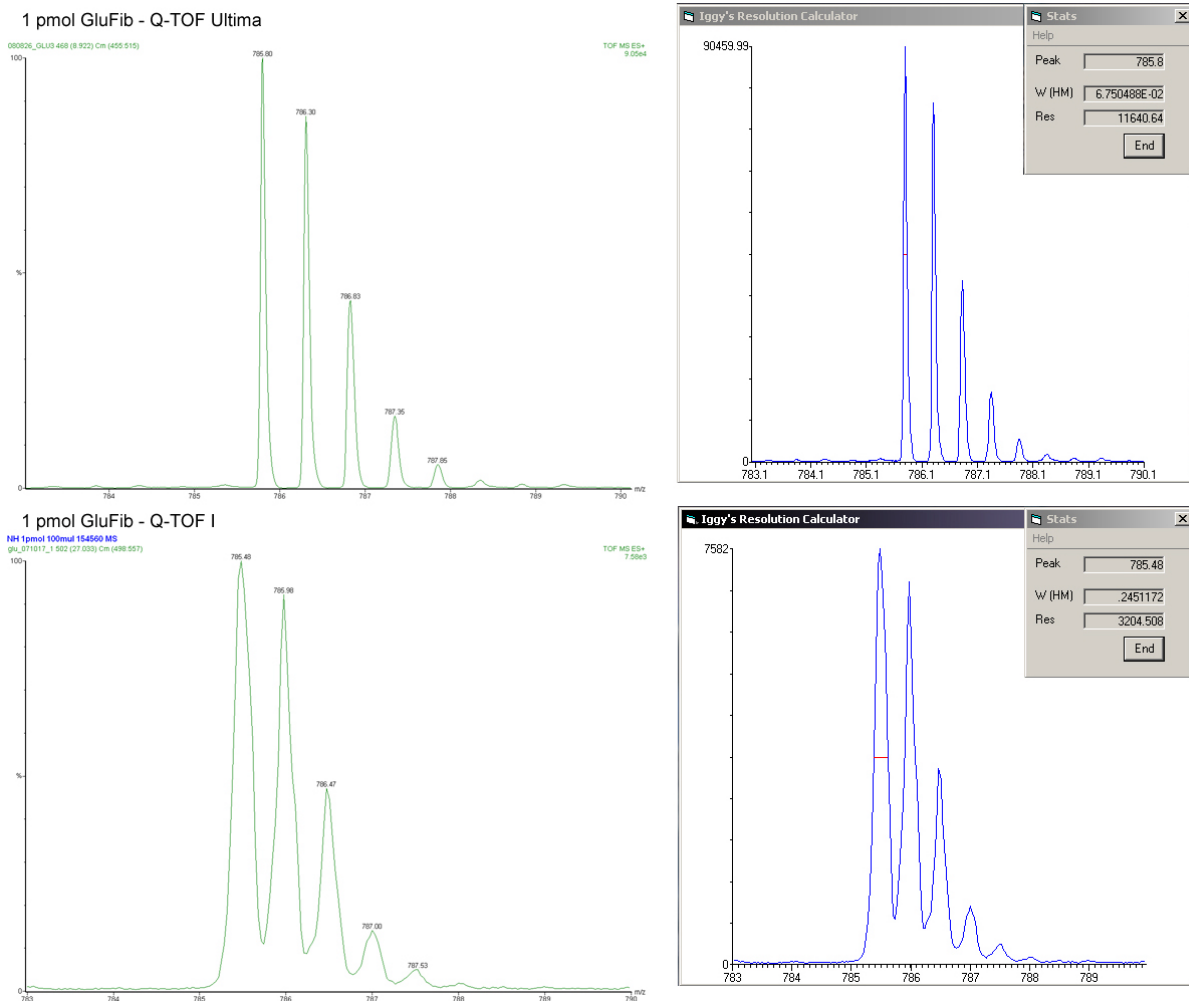 1 pmol GluFib - Q-TOF Ultima
080826_GLU3 468 (8.922) Cm (455:515)
TOF MS ES+
9.05e4
100
%
0
785.80
786.30
786.83
787.35
787.85
784 785 786 787 788 789 790 m/z
Iggy's Resolution Calculator
90459.99
0
783.1 784.1 785.1 786.1 787.1 788.1 789.1 790.1
Stats
Help
Peak 785.8
W (HM) 6.750488E-02
Res 11640.64
End
1 pmol GluFib - Q-TOF I
NH 1pmol 100mul 154560 MS
glu_071017_1 502 (27.033) Cm (498:557)
TOF MS ES+
7.58e3
100
%
0
785.48
785.98
786.47
787.00
787.53
783 784 785 786 787 788 789 790 m/z
Iggy's Resolution Calculator
7582
0
783 784 785 786 787 788 789
Stats
Help
Peak 785.48
W (HM) .2451172
Res 3204.508
End